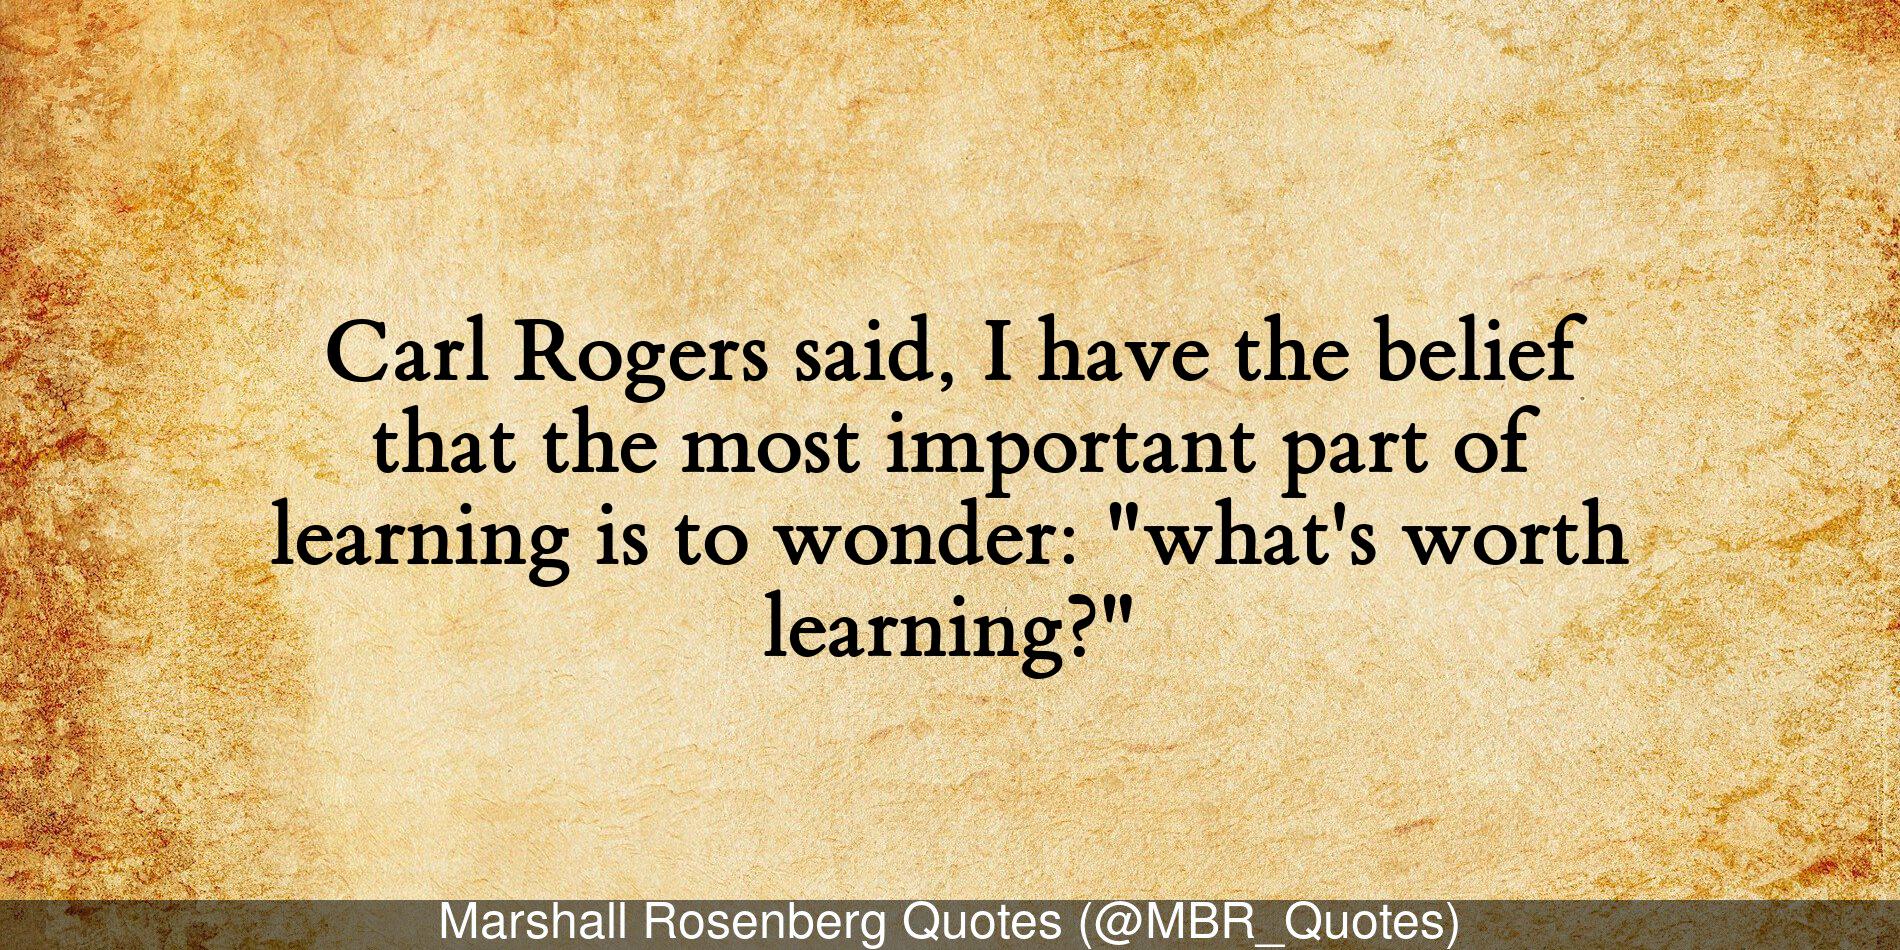 Carl Rogers said, I have the belief
that the most important part of
learning is to wonder: "what's worth
learning?"
Marshall Rosenberg Quotes (@MBR_Quotes)